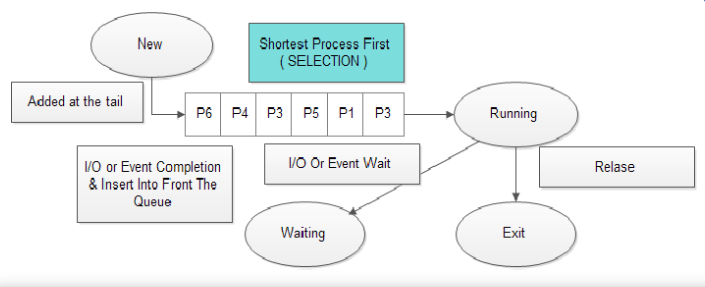 New
Shortest Process First
( SELECTION )
Added at the tail
P6 P4 P3 P5 P1 P3
Running
I/O or Event Completion
& Insert Into Front The
Queue
I/O Or Event Wait
Relase
Waiting
Exit